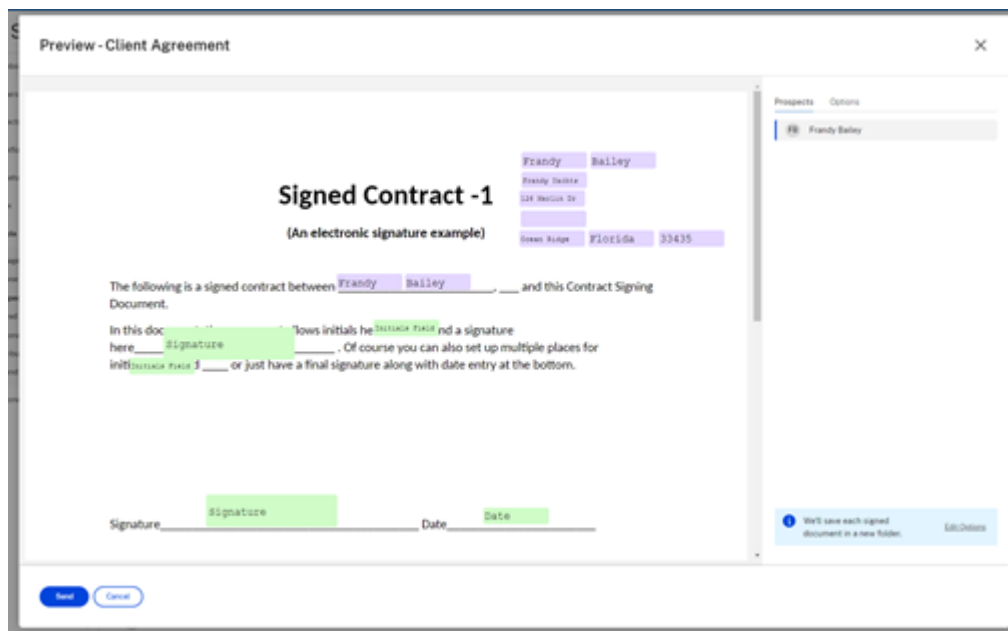 Preview - Client Agreement
Prospects Options
FB Frandy Bailey
Frandy Bailey
Frandy Yachts
Signed Contract -1
124 Marlin Dr
(An electronic signature example)
Ocean Ridge Florida 33435
The following is a signed contract between Frandy Bailey, and this Contract Signing
Document.
In this doc llows initials he Initials Field nd a signature
here Signature . Of course you can also set up multiple places for
initi Initials Field d or just have a final signature along with date entry at the bottom.
Signature Signature Date Date
We'll save each signed
document in a new folder.
Edit Options
Send Cancel